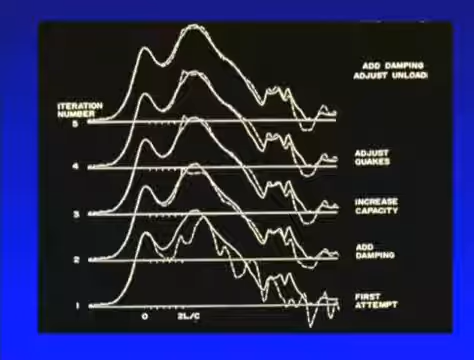 ADD DAMPING
ADJUST UNLOAD
ITERATION
NUMBER
5
4
ADJUST
QUAKES
3
INCREASE
CAPACITY
2
ADD
DAMPING
1
FIRST
ATTEMPT
0 2L/C